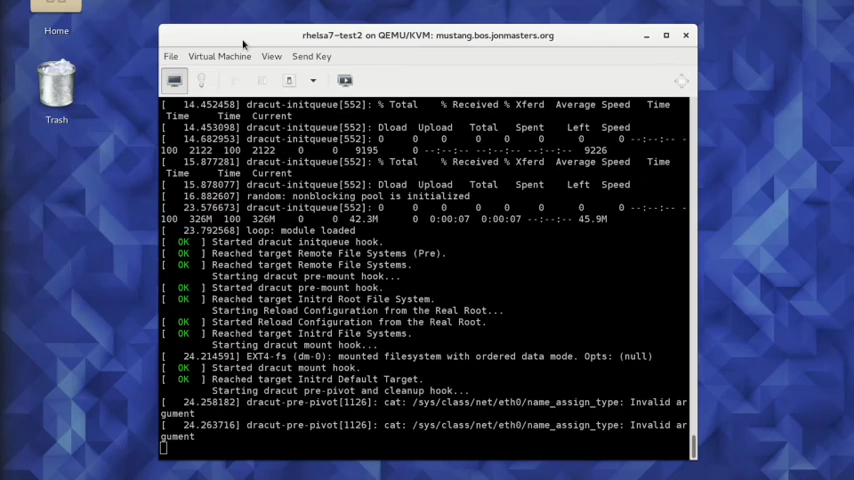 Home
Trash
rhelsa7-test2 on QEMU/KVM: mustang.bos.jonmasters.org
File Virtual Machine View Send Key
[ 14.452458] dracut-initqueue[552]: % Total % Received % Xferd Average Speed Time
Time Time Current
[ 14.453098] dracut-initqueue[552]: Dload Upload Total Spent Left Speed
[ 14.682953] dracut-initqueue[552]: 0 0 0 0 0 0 0 0 --:--:-- -
100 2122 100 2122 0 0 9195 0 --:--:-- --:--:-- --:--:-- 9226
[ 15.877281] dracut-initqueue[552]: % Total % Received % Xferd Average Speed Time
Time Time Current
[ 15.878077] dracut-initqueue[552]: Dload Upload Total Spent Left Speed
[ 16.882607] random: nonblocking pool is initialized
[ 23.576673] dracut-initqueue[552]: 0 0 0 0 0 0 0 0 --:--:-- -
100 326M 100 326M 0 0 42.3M 0 0:00:07 0:00:07 --:--:-- 45.9M
[ 23.792568] loop: module loaded
[ OK ] Started dracut initqueue hook.
[ OK ] Reached target Remote File Systems (Pre).
[ OK ] Reached target Remote File Systems.
Starting dracut pre-mount hook...
[ OK ] Started dracut pre-mount hook.
[ OK ] Reached target Initrd Root File System.
Starting Reload Configuration from the Real Root...
[ OK ] Started Reload Configuration from the Real Root.
[ OK ] Reached target Initrd File Systems.
Starting dracut mount hook...
[ 24.214591] EXT4-fs (dm-0): mounted filesystem with ordered data mode. Opts: (null)
[ OK ] Started dracut mount hook.
[ OK ] Reached target Initrd Default Target.
Starting dracut pre-pivot and cleanup hook...
[ 24.258182] dracut-pre-pivot[1126]: cat: /sys/class/net/eth0/name_assign_type: Invalid ar
gument
[ 24.263716] dracut-pre-pivot[1126]: cat: /sys/class/net/eth0/name_assign_type: Invalid ar
gument